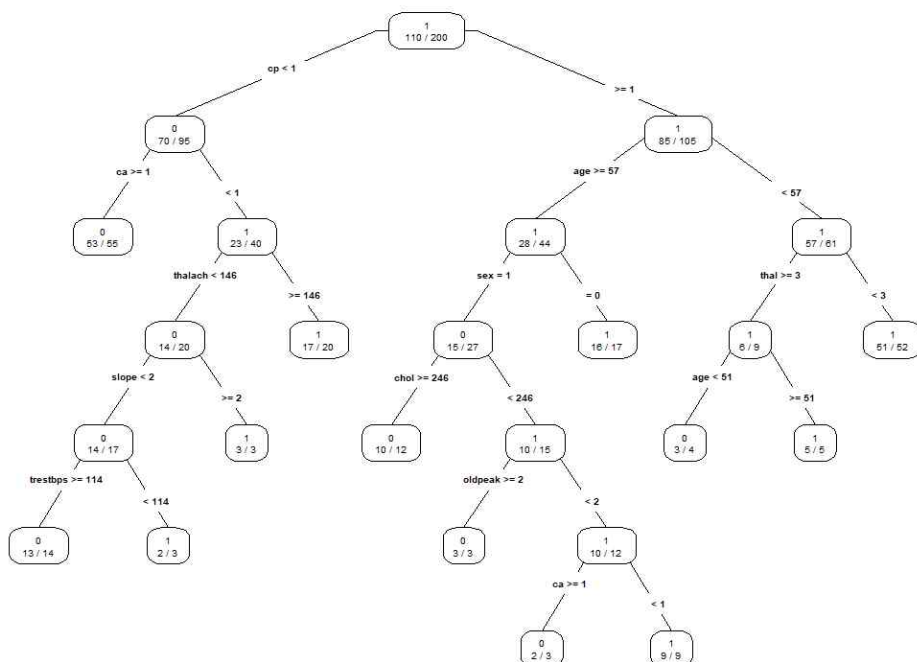 1
110 / 200
cp < 1
>= 1
0
70 / 95
1
85 / 105
ca >= 1
< 1
age >= 57
< 57
0
53 / 55
1
23 / 40
1
28 / 44
1
57 / 61
thalach < 146
>= 146
sex = 1
= 0
thal >= 3
< 3
0
14 / 20
1
17 / 20
0
15 / 27
1
16 / 17
1
6 / 9
1
51 / 52
slope < 2
>= 2
chol >= 246
< 246
age < 51
>= 51
0
14 / 17
1
3 / 3
0
10 / 12
1
10 / 15
0
3 / 4
1
5 / 5
trestbps >= 114
< 114
oldpeak >= 2
< 2
0
13 / 14
1
2 / 3
0
3 / 3
1
10 / 12
ca >= 1
< 1
0
2 / 3
1
9 / 9